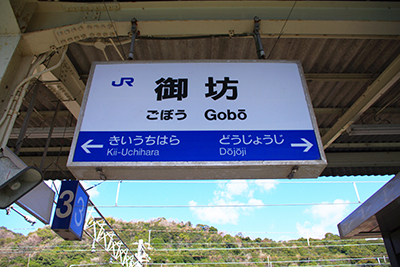 JR 御坊
ごぼう Gobō
きいうちはら どうじょうじ
Kii-Uchihara Dōjōji
3